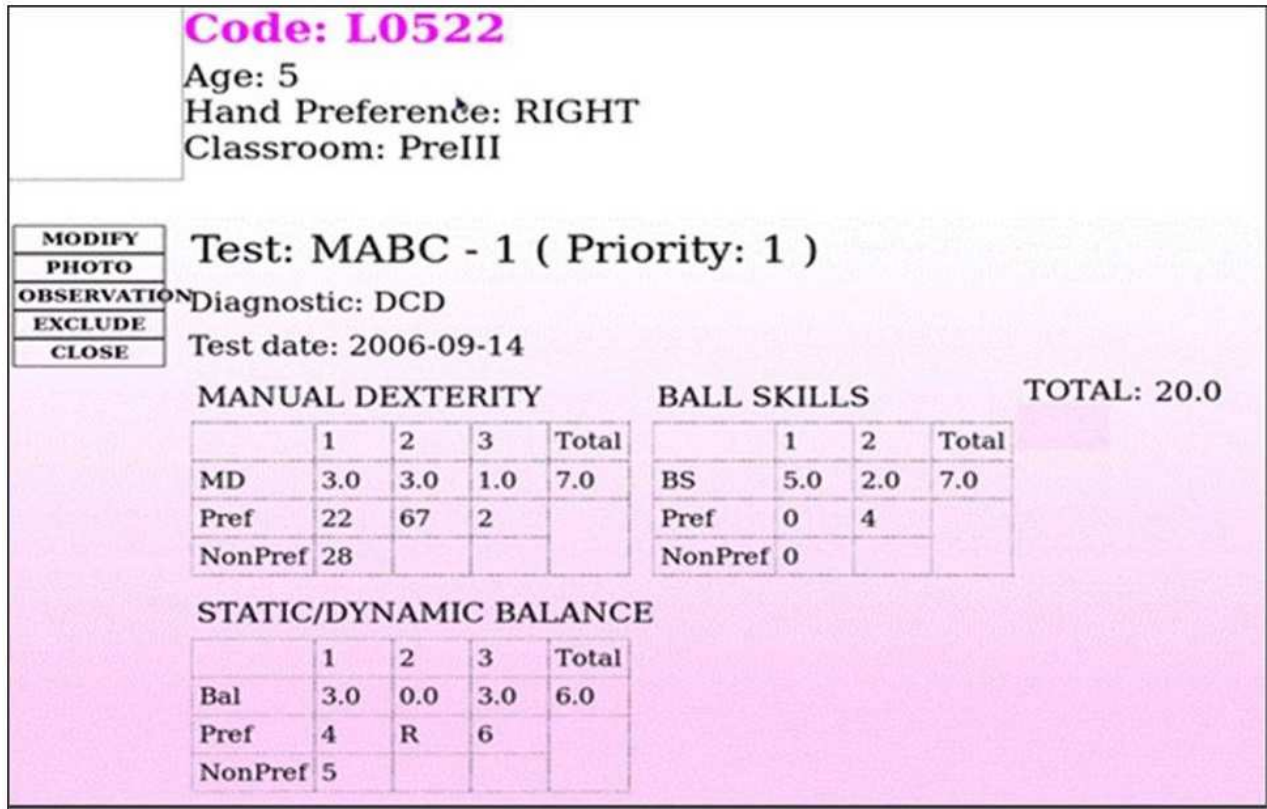 Code: L0522
Age: 5
Hand Preference: RIGHT
Classroom: PreIII
MODIFY
PHOTO
OBSERVATION
EXCLUDE
CLOSE
Test: MABC - 1 ( Priority: 1 )
Diagnostic: DCD
Test date: 2006-09-14
MANUAL DEXTERITY
1 2 3 Total
MD 3.0 3.0 1.0 7.0
Pref 22 67 2
NonPref 28
BALL SKILLS
1 2 Total
BS 5.0 2.0 7.0
Pref 0 4
NonPref 0
TOTAL: 20.0
STATIC/DYNAMIC BALANCE
1 2 3 Total
Bal 3.0 0.0 3.0 6.0
Pref 4 R 6
NonPref 5